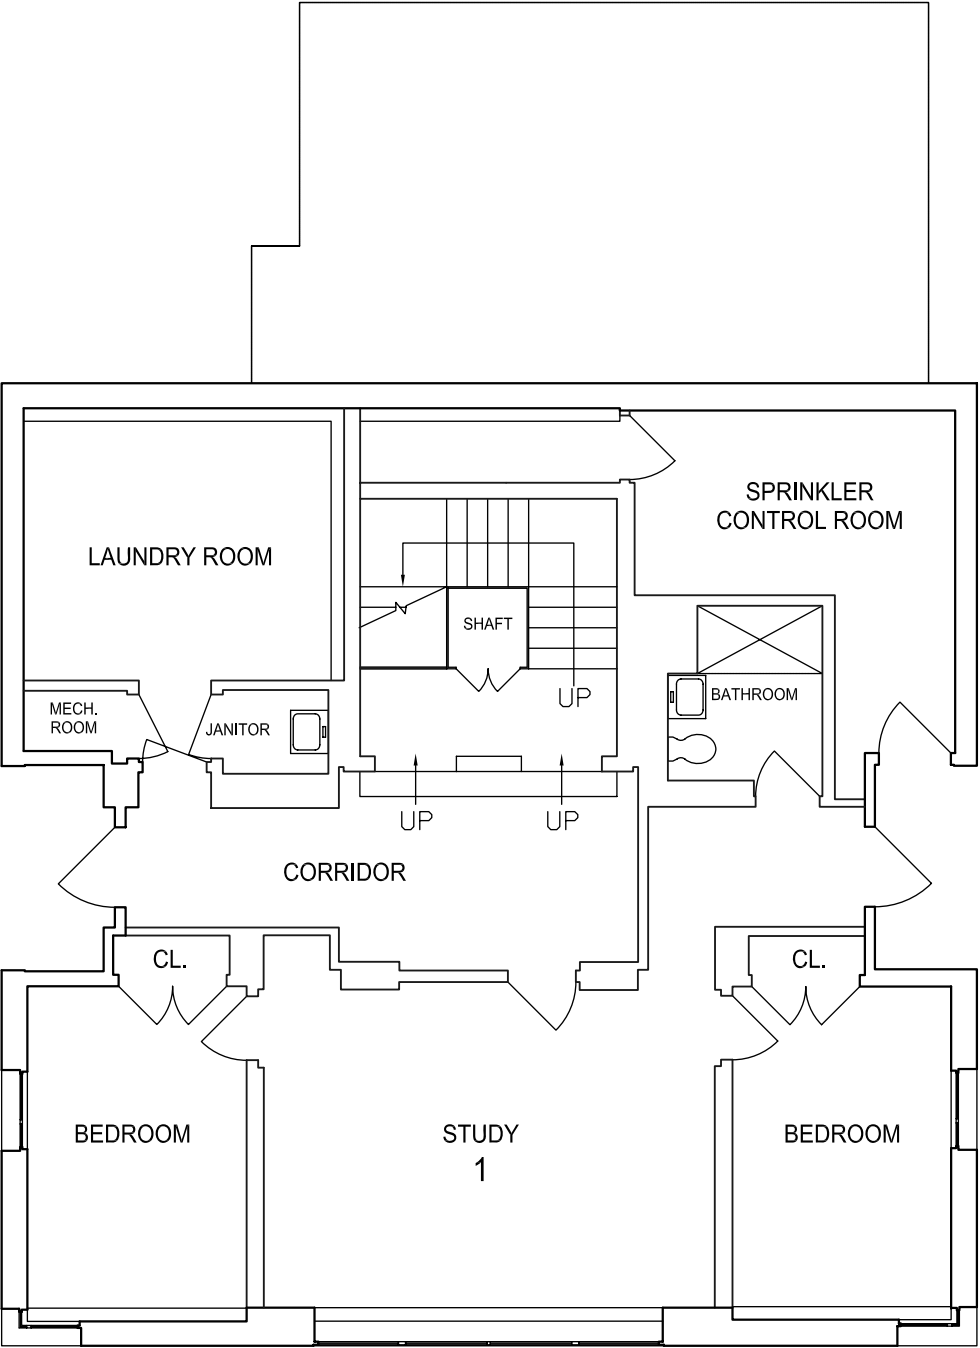 SPRINKLER
CONTROL ROOM
LAUNDRY ROOM
SHAFT
UP
BATHROOM
MECH.
ROOM
JANITOR
UP
UP
CORRIDOR
CL.
CL.
BEDROOM
STUDY
1
BEDROOM